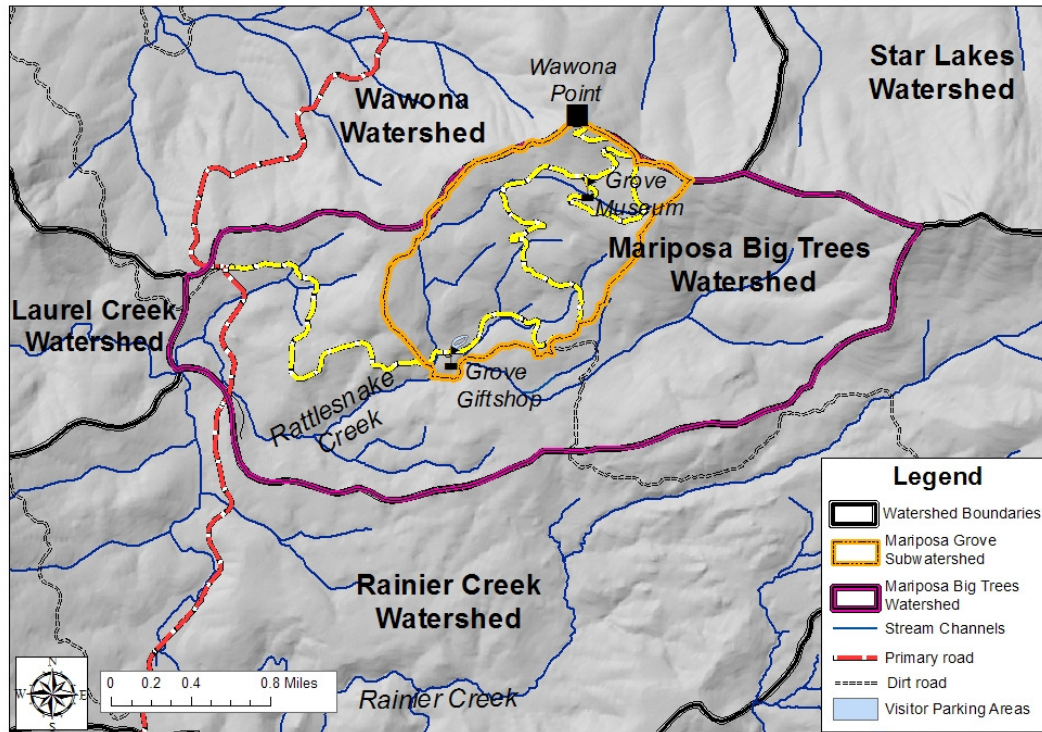 Wawona
Point
Star Lakes
Watershed
Wawona
Watershed
Grove
Museum
Mariposa Big Trees
Watershed
Laurel Creek
Watershed
Grove
Giftshop
Rattlesnake
Creek
Rainier Creek
Watershed
Rainier Creek
N
W
E
S
0 0.2 0.4 0.8 Miles
Legend
Watershed Boundaries
Mariposa Grove
Subwatershed
Mariposa Big Trees
Watershed
Stream Channels
Primary road
Dirt road
Visitor Parking Areas